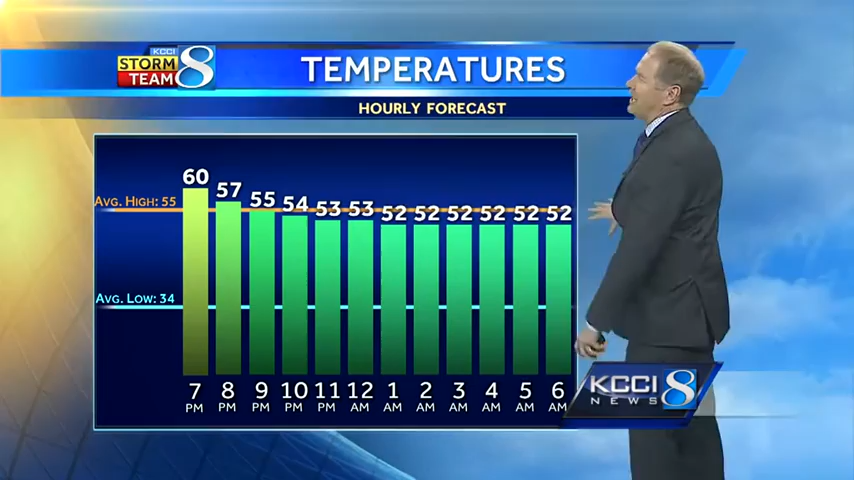 KCCI
STORM
TEAM 8
TEMPERATURES
HOURLY FORECAST
60 57 55 54 53 53 52 52 52 52 52 52
AVG. HIGH: 55
AVG. LOW: 34
7 8 9 10 11 12 1 2 3 4 5 6
PM PM PM PM PM AM AM AM AM AM AM AM
KCCI 8
NEWS